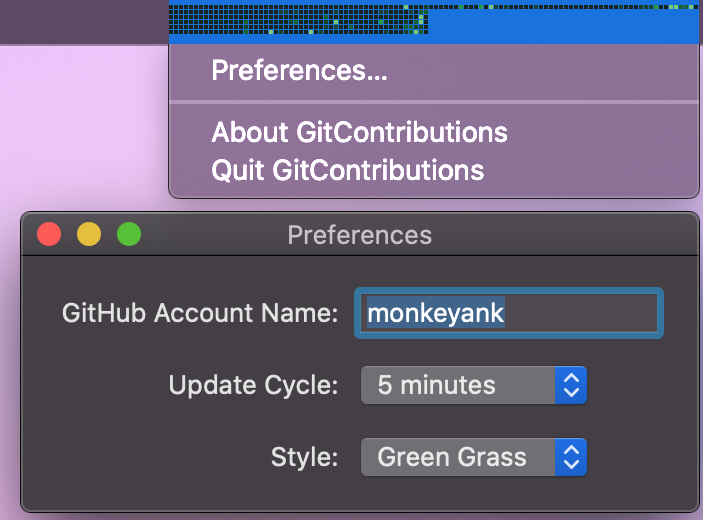 Preferences...
About GitContributions
Quit GitContributions
Preferences
GitHub Account Name: monkeyank
Update Cycle: 5 minutes
Style: Green Grass